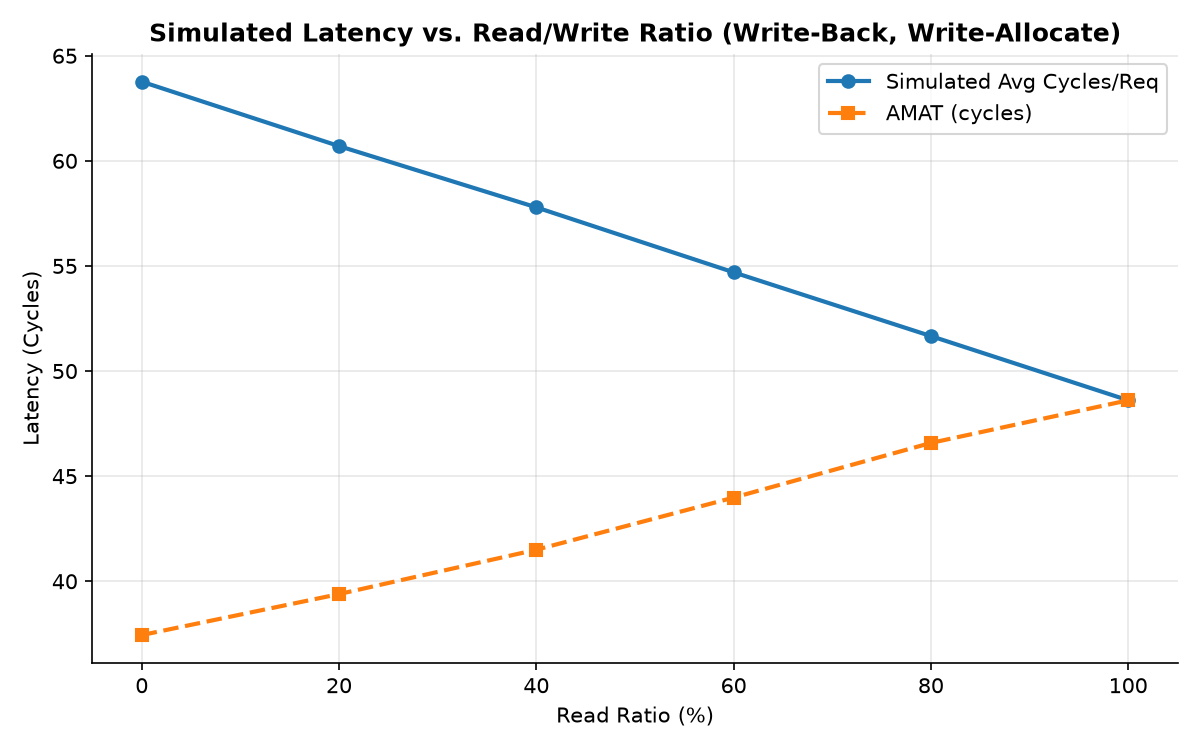 Simulated Latency vs. Read/Write Ratio (Write-Back, Write-Allocate)
Simulated Avg Cycles/Req
AMAT (cycles)
Latency (Cycles)
65
60
55
50
45
40
0 20 40 60 80 100
Read Ratio (%)